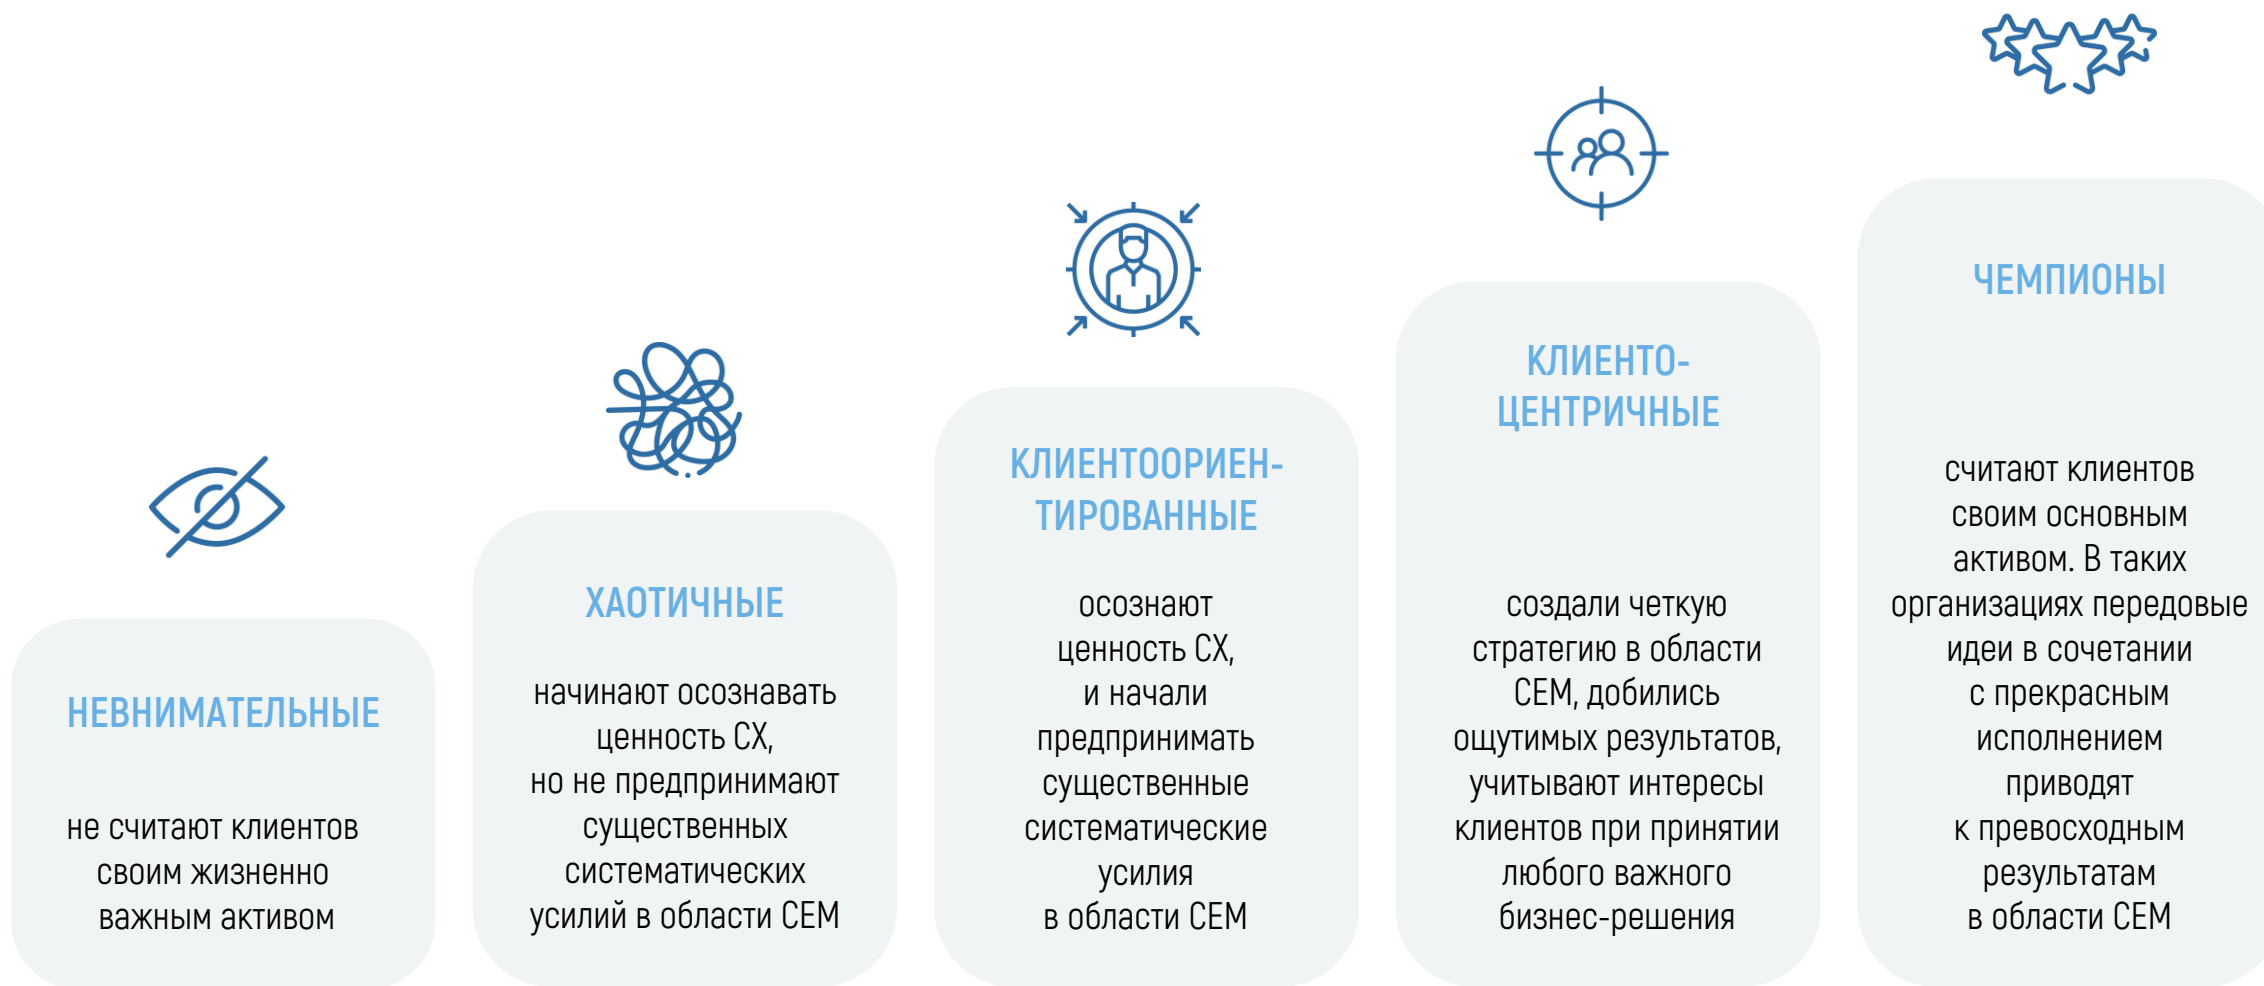 НЕВНИМАТЕЛЬНЫЕ
не считают клиентов
своим жизненно
важным активом
ХАОТИЧНЫЕ
начинают осознавать
ценность CX,
но не предпринимают
существенных
систематических
усилий в области CEM
КЛИЕНТООРИЕН-
ТИРОВАННЫЕ
осознают
ценность CX,
и начали
предпринимать
существенные
систематические
усилия
в области CEM
КЛИЕНТО-
ЦЕНТРИЧНЫЕ
создали четкую
стратегию в области
CEM, добились
ощутимых результатов,
учитывают интересы
клиентов при принятии
любого важного
бизнес-решения
ЧЕМПИОНЫ
считают клиентов
своим основным
активом. В таких
организациях передовые
идеи в сочетании
с прекрасным
исполнением
приводят
к превосходным
результатам
в области CEM